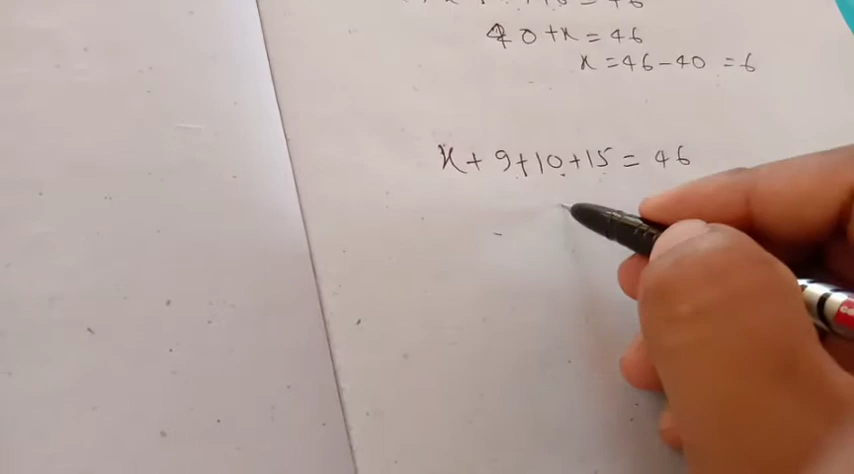 40+x = 46
x = 46-40 = 6
x + 9+10+15 = 46